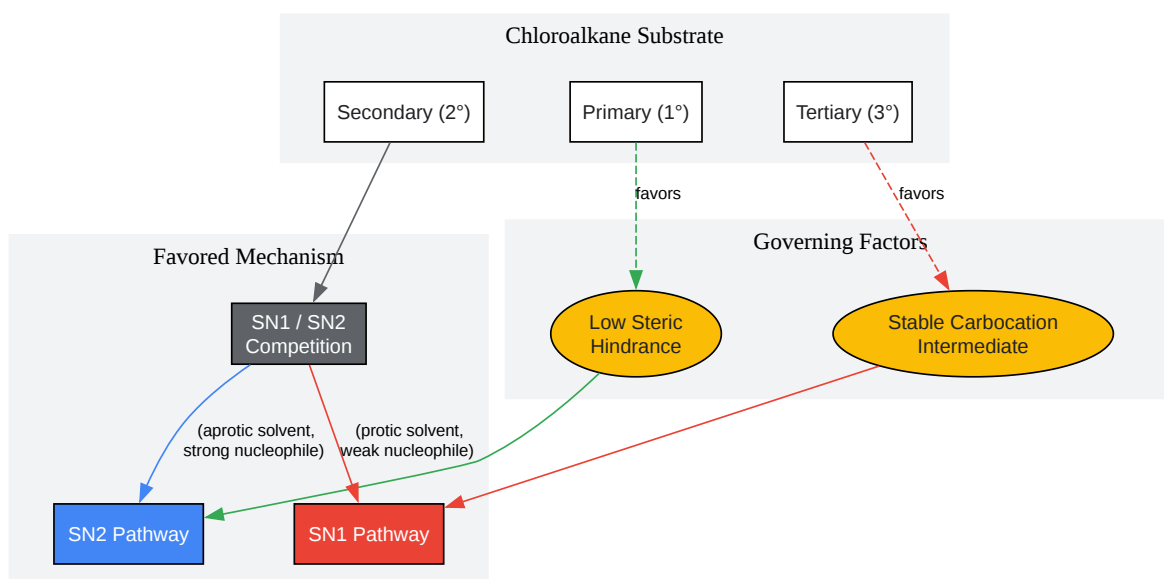 Chloroalkane Substrate
Secondary (2°)
Primary (1°)
Tertiary (3°)
favors
favors
Favored Mechanism
Governing Factors
SN1 / SN2
Competition
Low Steric
Hindrance
Stable Carbocation
Intermediate
(aprotic solvent,
strong nucleophile)
(protic solvent,
weak nucleophile)
SN2 Pathway
SN1 Pathway